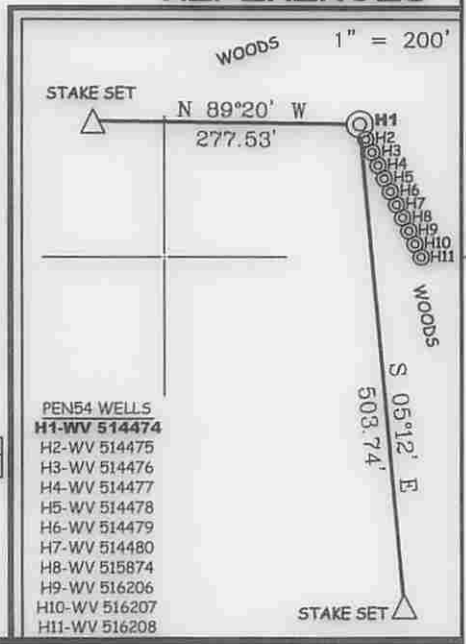 WOODS
1" = 200'
STAKE SET
N 89°20' W
277.53'
H1
H2
H3
H4
H5
H6
H7
H8
H9
H10
H11
WOODS
S 05°12' E
503.74'
PEN54 WELLS
H1-WV 514474
H2-WV 514475
H3-WV 514476
H4-WV 514477
H5-WV 514478
H6-WV 514479
H7-WV 514480
H8-WV 515874
H9-WV 516206
H10-WV 516207
H11-WV 516208
STAKE SET